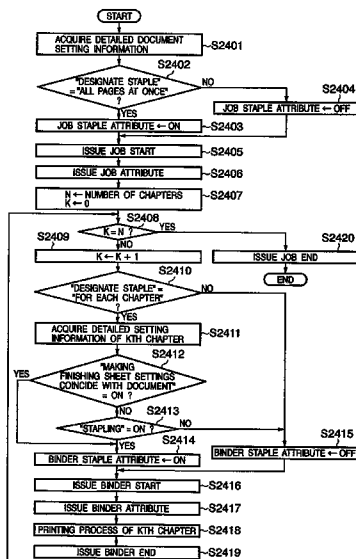 START
ACQUIRE DETAILED DOCUMENT
SETTING INFORMATION
S2401
S2402
"DESIGNATE STAPLE"
="ALL PAGES AT ONCE"
?
NO
S2404
YES
JOB STAPLE ATTRIBUTE ← OFF
JOB STAPLE ATTRIBUTE ← ON
S2403
ISSUE JOB START
S2405
ISSUE JOB ATTRIBUTE
S2406
N ← NUMBER OF CHAPTERS
K ← 0
S2407
S2408
K=N ?
YES
S2409
NO
S2420
K ← K + 1
ISSUE JOB END
S2410
END
"DESIGNATE STAPLE"=
"FOR EACH CHAPTER"
?
NO
YES
ACQUIRE DETAILED SETTING
INFORMATION OF KTH CHAPTER
S2411
S2412
"MAKING
FINISHING SHEET SETTINGS
COINCIDE WITH DOCUMENT"
= ON ?
YES
NO
S2413
"STAPLING"= ON ?
NO
YES
S2414
S2415
BINDER STAPLE ATTRIBUTE ← ON
BINDER STAPLE ATTRIBUTE ← OFF
ISSUE BINDER START
S2416
ISSUE BINDER ATTRIBUTE
S2417
PRINTING PROCESS OF KTH CHAPTER
S2418
ISSUE BINDER END
S2419